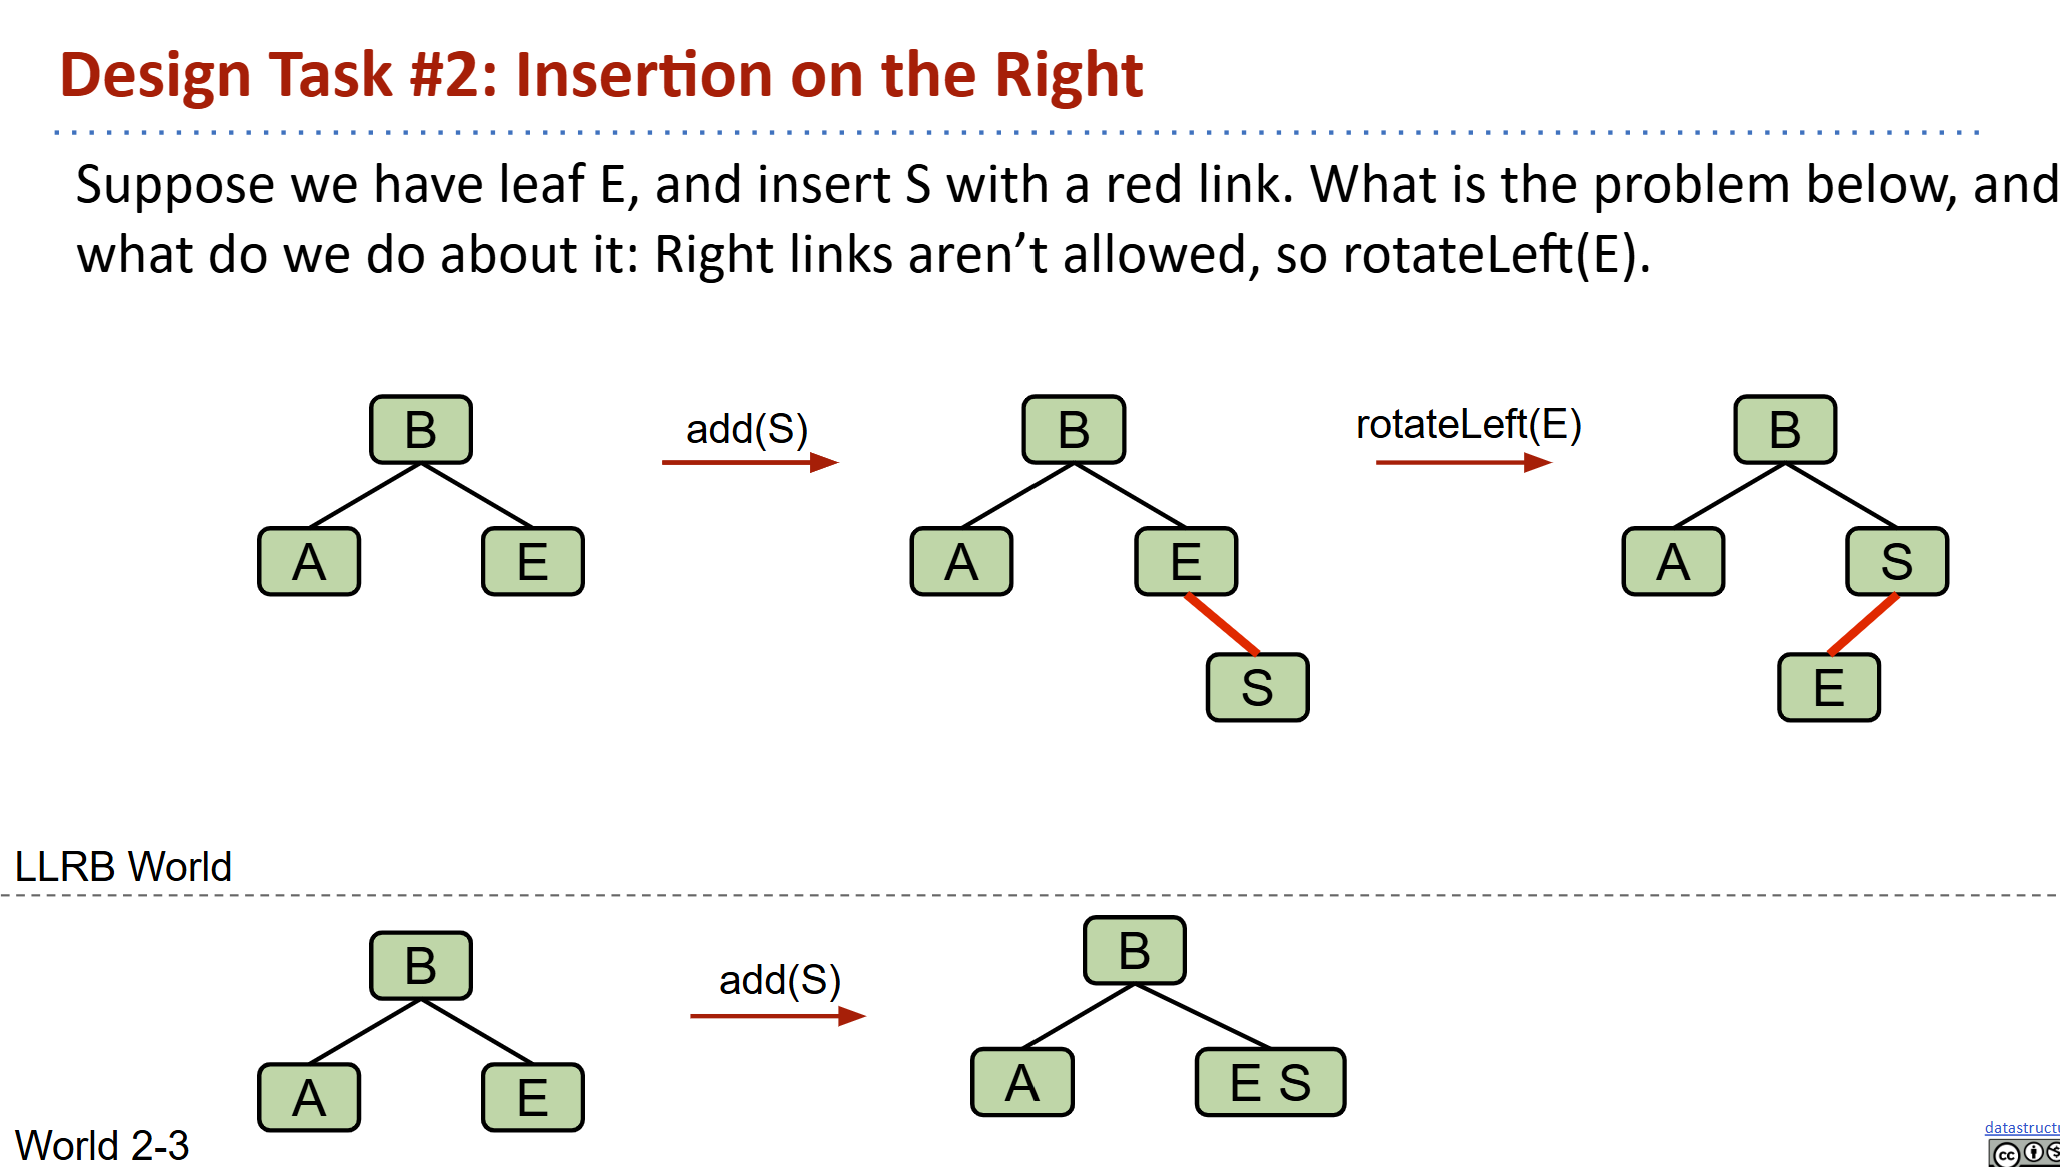 Design Task #2: Insertion on the Right
Suppose we have leaf E, and insert S with a red link. What is the problem below, and
what do we do about it: Right links aren’t allowed, so rotateLeft(E).
B
add(S)
B
rotateLeft(E)
B
A
E
A
E
A
S
S
E
LLRB World
B
add(S)
B
A
E
A
E S
World 2-3
datastructu
cc